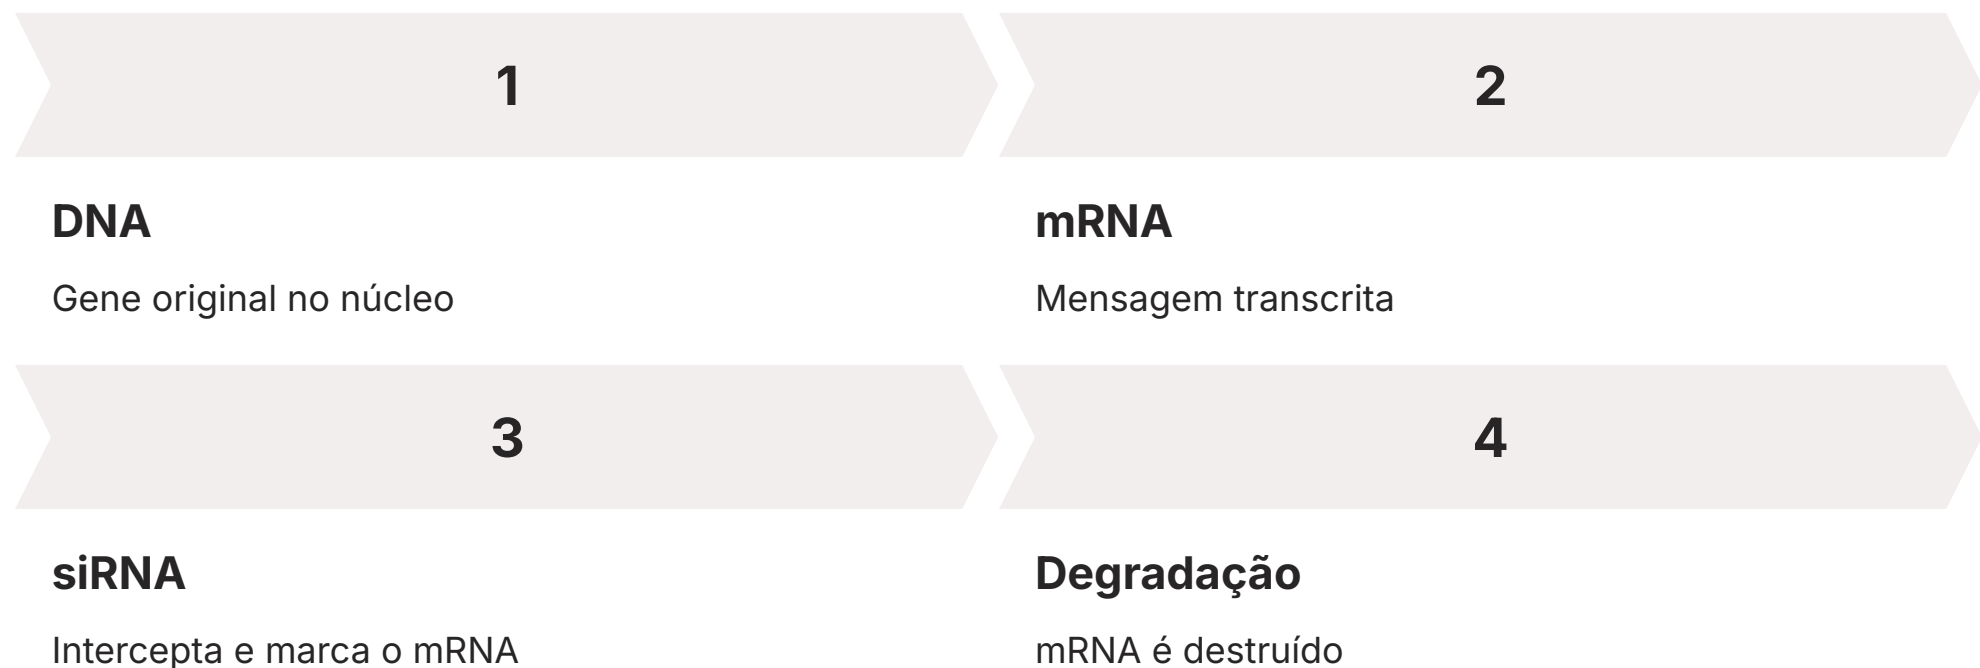 1
2
DNA
Gene original no núcleo
mRNA
Mensagem transcrita
3
4
siRNA
Intercepta e marca o mRNA
Degradação
mRNA é destruído